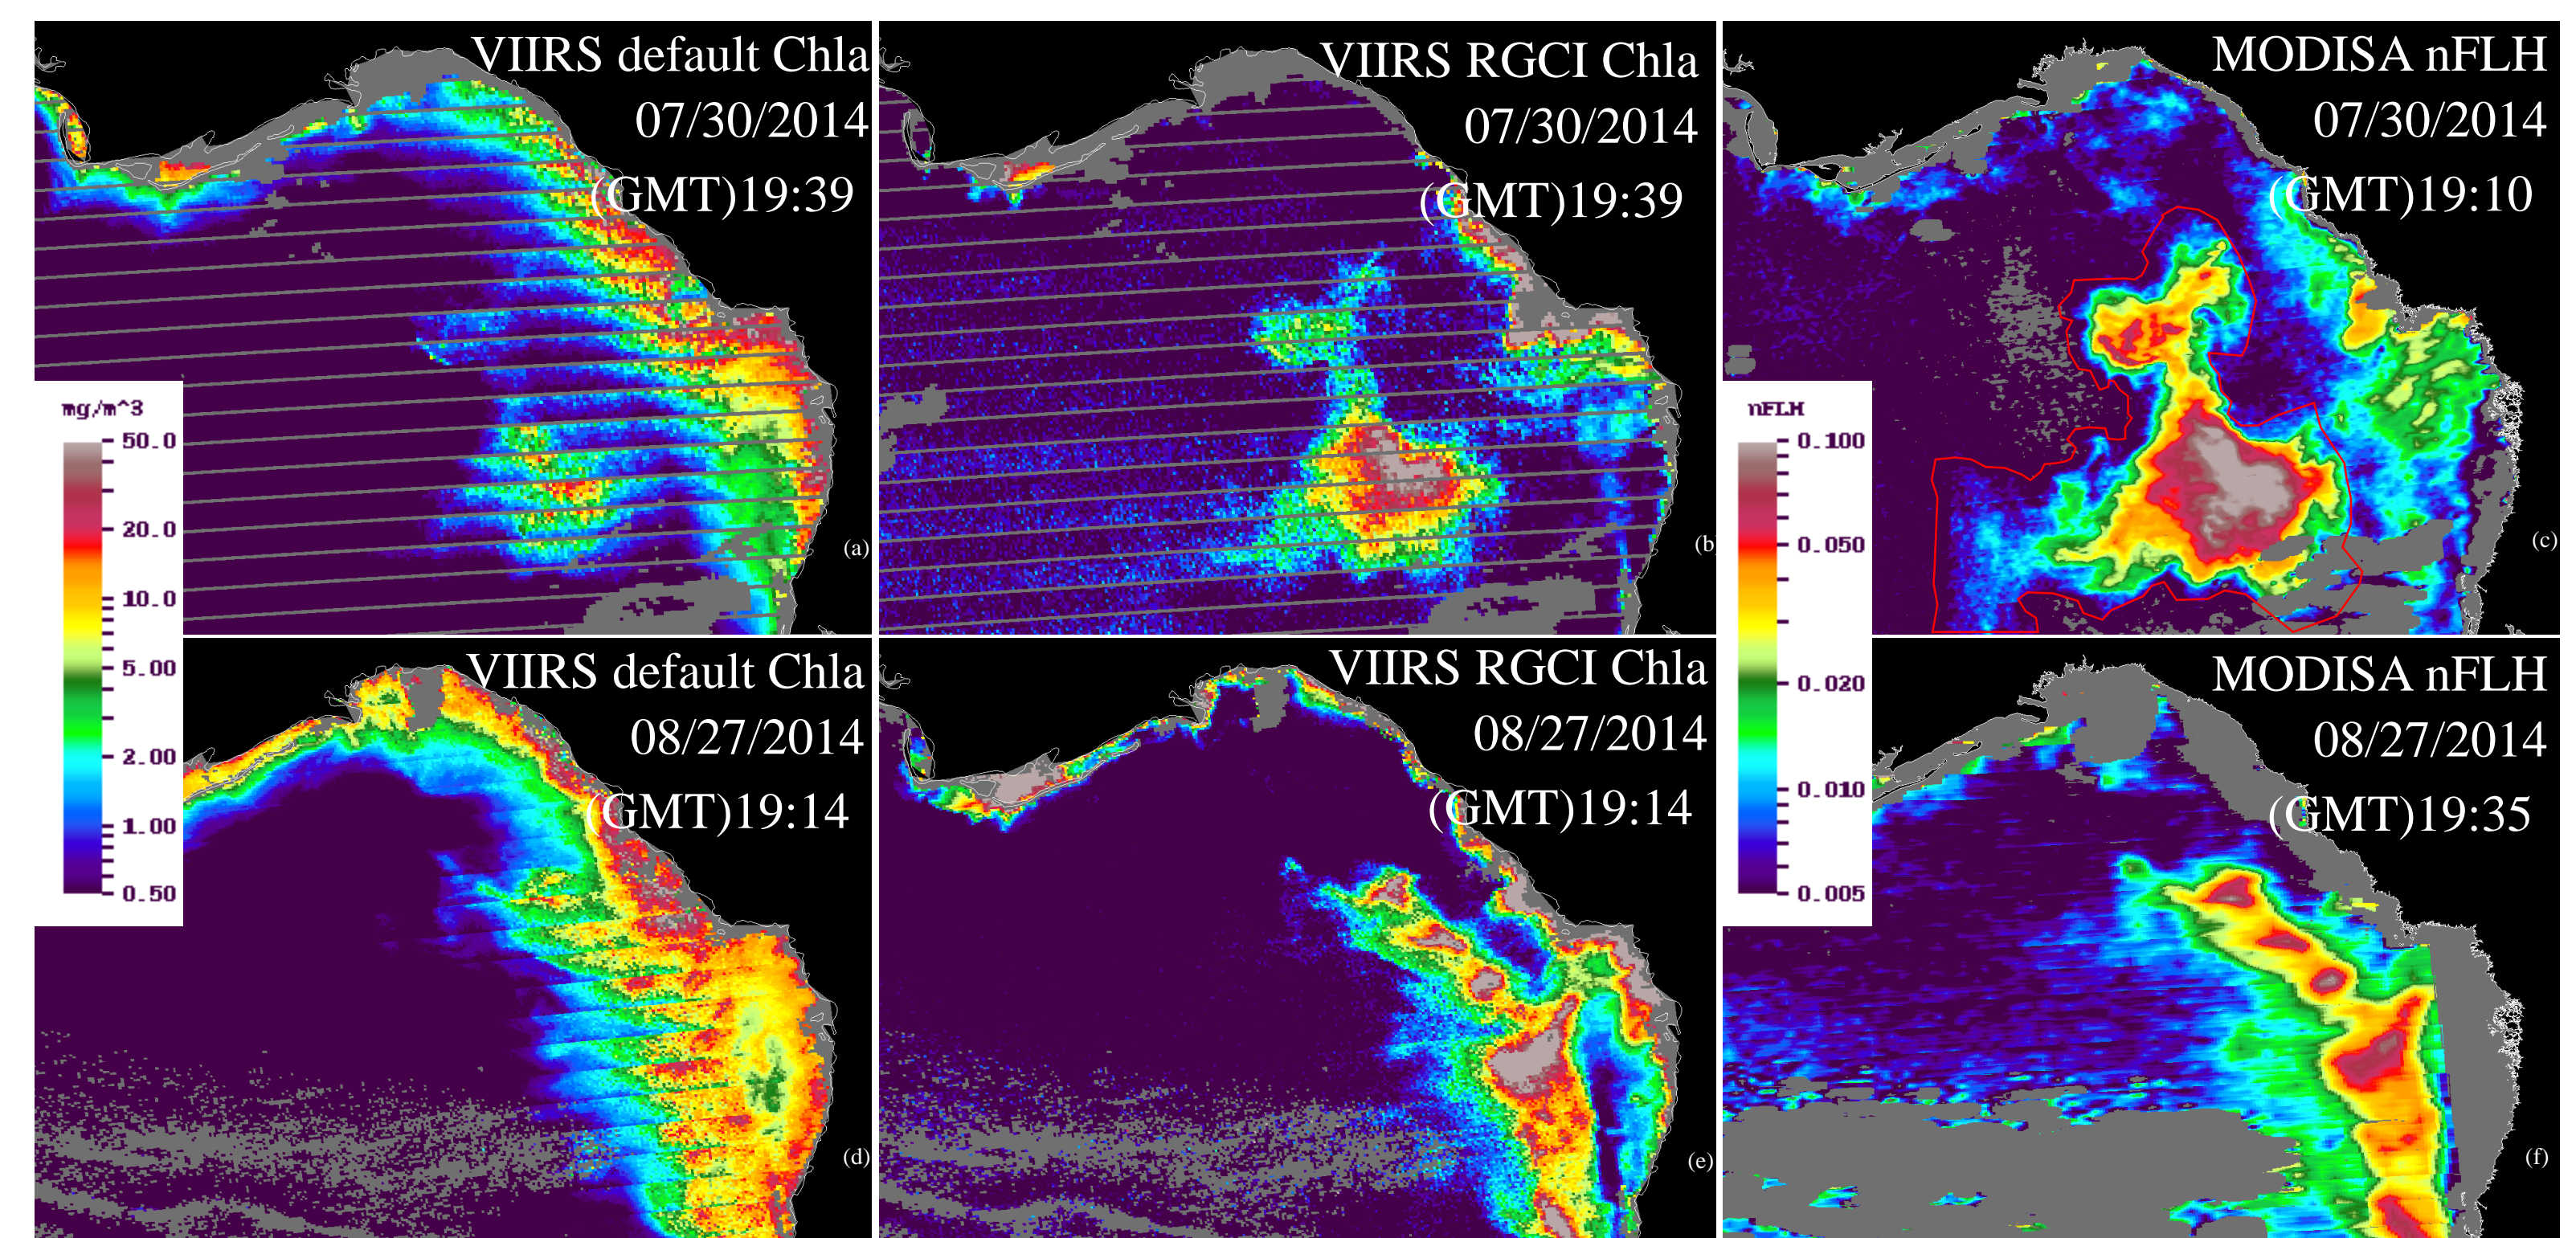 VIIRS default Chla
07/30/2014
(GMT)19:39
(a)
VIIRS RGCI Chla
07/30/2014
(GMT)19:39
(b)
MODISA nFLH
07/30/2014
(GMT)19:10
(c)
mg/m^3
50.0
20.0
10.0
5.00
2.00
1.00
0.50
nFLH
0.100
0.050
0.020
0.010
0.005
VIIRS default Chla
08/27/2014
(GMT)19:14
(d)
VIIRS RGCI Chla
08/27/2014
(GMT)19:14
(e)
MODISA nFLH
08/27/2014
(GMT)19:35
(f)